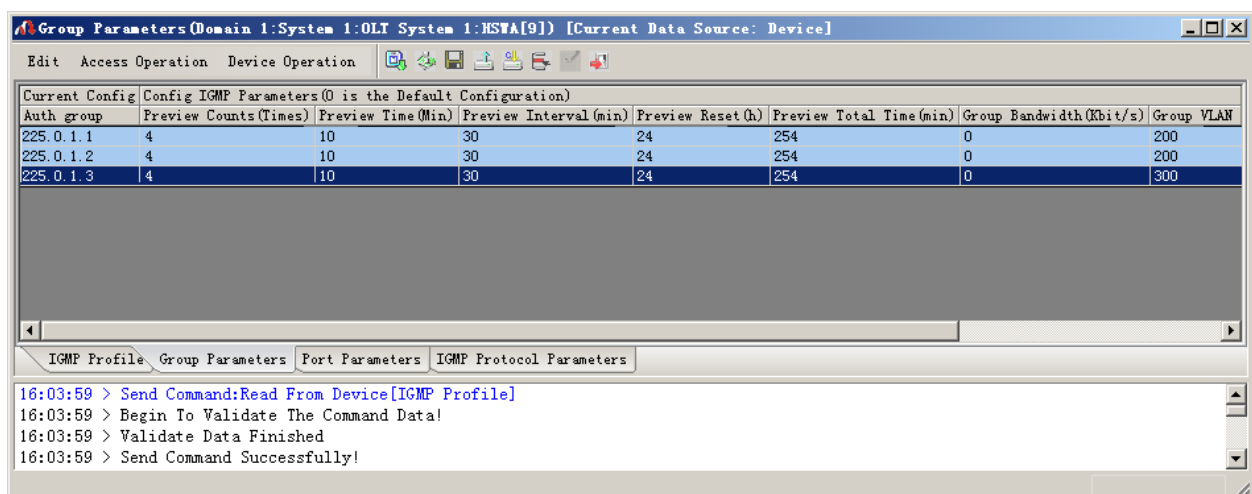 Group Parameters(Domain 1:System 1:OLT System 1:HSWA[9]) [Current Data Source: Device]
Edit Access Operation Device Operation
Current Config Config IGMP Parameters(0 is the Default Configuration)
Auth group Preview Counts(Times) Preview Time(Min) Preview Interval(min) Preview Reset(h) Preview Total Time(min) Group Bandwidth(Kbit/s) Group VLAN
225.0.1.1 4 10 30 24 254 0 200
225.0.1.2 4 10 30 24 254 0 200
225.0.1.3 4 10 30 24 254 0 300
IGMP Profile Group Parameters Port Parameters IGMP Protocol Parameters
16:03:59 > Send Command:Read From Device[IGMP Profile]
16:03:59 > Begin To Validate The Command Data!
16:03:59 > Validate Data Finished
16:03:59 > Send Command Successfully!